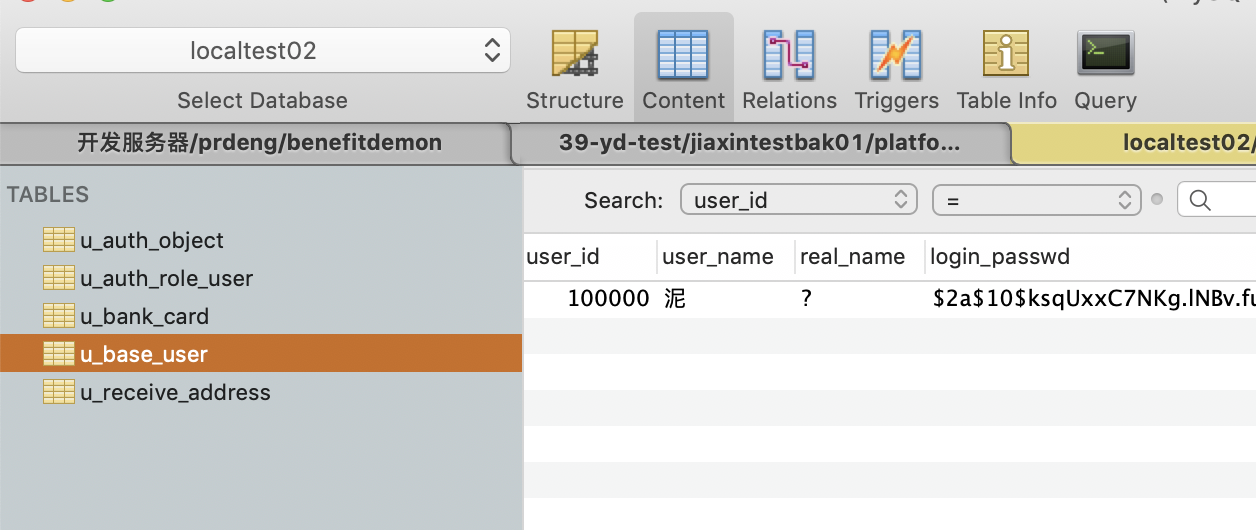 localtest02
Select Database
Structure
Content
Relations
Triggers
Table Info
Query
开发服务器/prdeng/benefitdemon
39-yd-test/jiaxintestbak01/platfo...
localtest02/
TABLES
u_auth_object
u_auth_role_user
u_bank_card
u_base_user
u_receive_address
Search: user_id =
user_id user_name real_name login_passwd
100000 泥 ? $2a$10$ksqUxxC7NKg.lNBv.fu